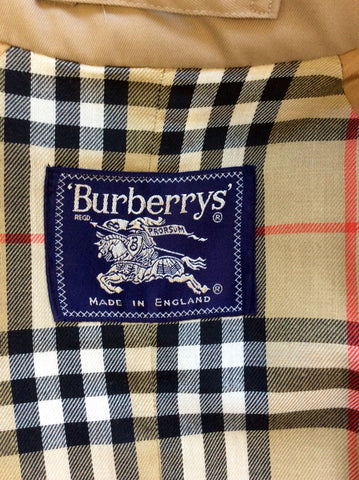 'Burberrys'
REGD. ®
PRORSUM
®
MADE IN ENGLAND